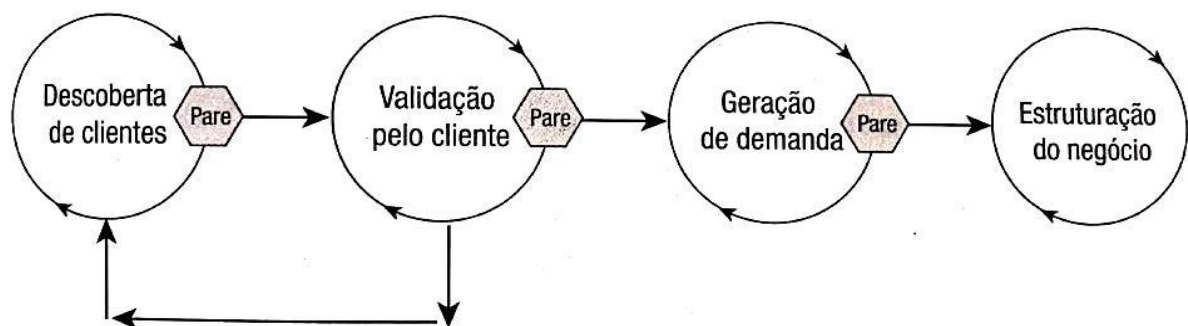 Descoberta
de clientes
Pare
Validação
pelo cliente
Pare
Geração
de demanda
Pare
Estruturação
do negócio